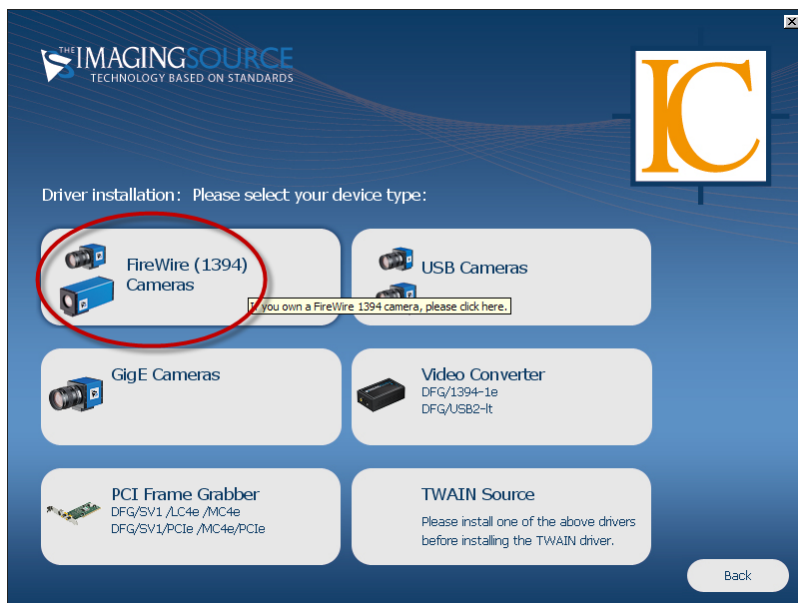 THE IMAGINGSOURCE
TECHNOLOGY BASED ON STANDARDS
IC
Driver installation: Please select your device type:
FireWire (1394)
Cameras
USB Cameras
If you own a FireWire 1394 camera, please click here.
GigE Cameras
Video Converter
DFG/1394-1e
DFG/USB2-lt
PCI Frame Grabber
DFG/SV1 /LC4e /MC4e
DFG/SV1/PCIe /MC4e/PCIe
TWAIN Source
Please install one of the above drivers
before installing the TWAIN driver.
Back